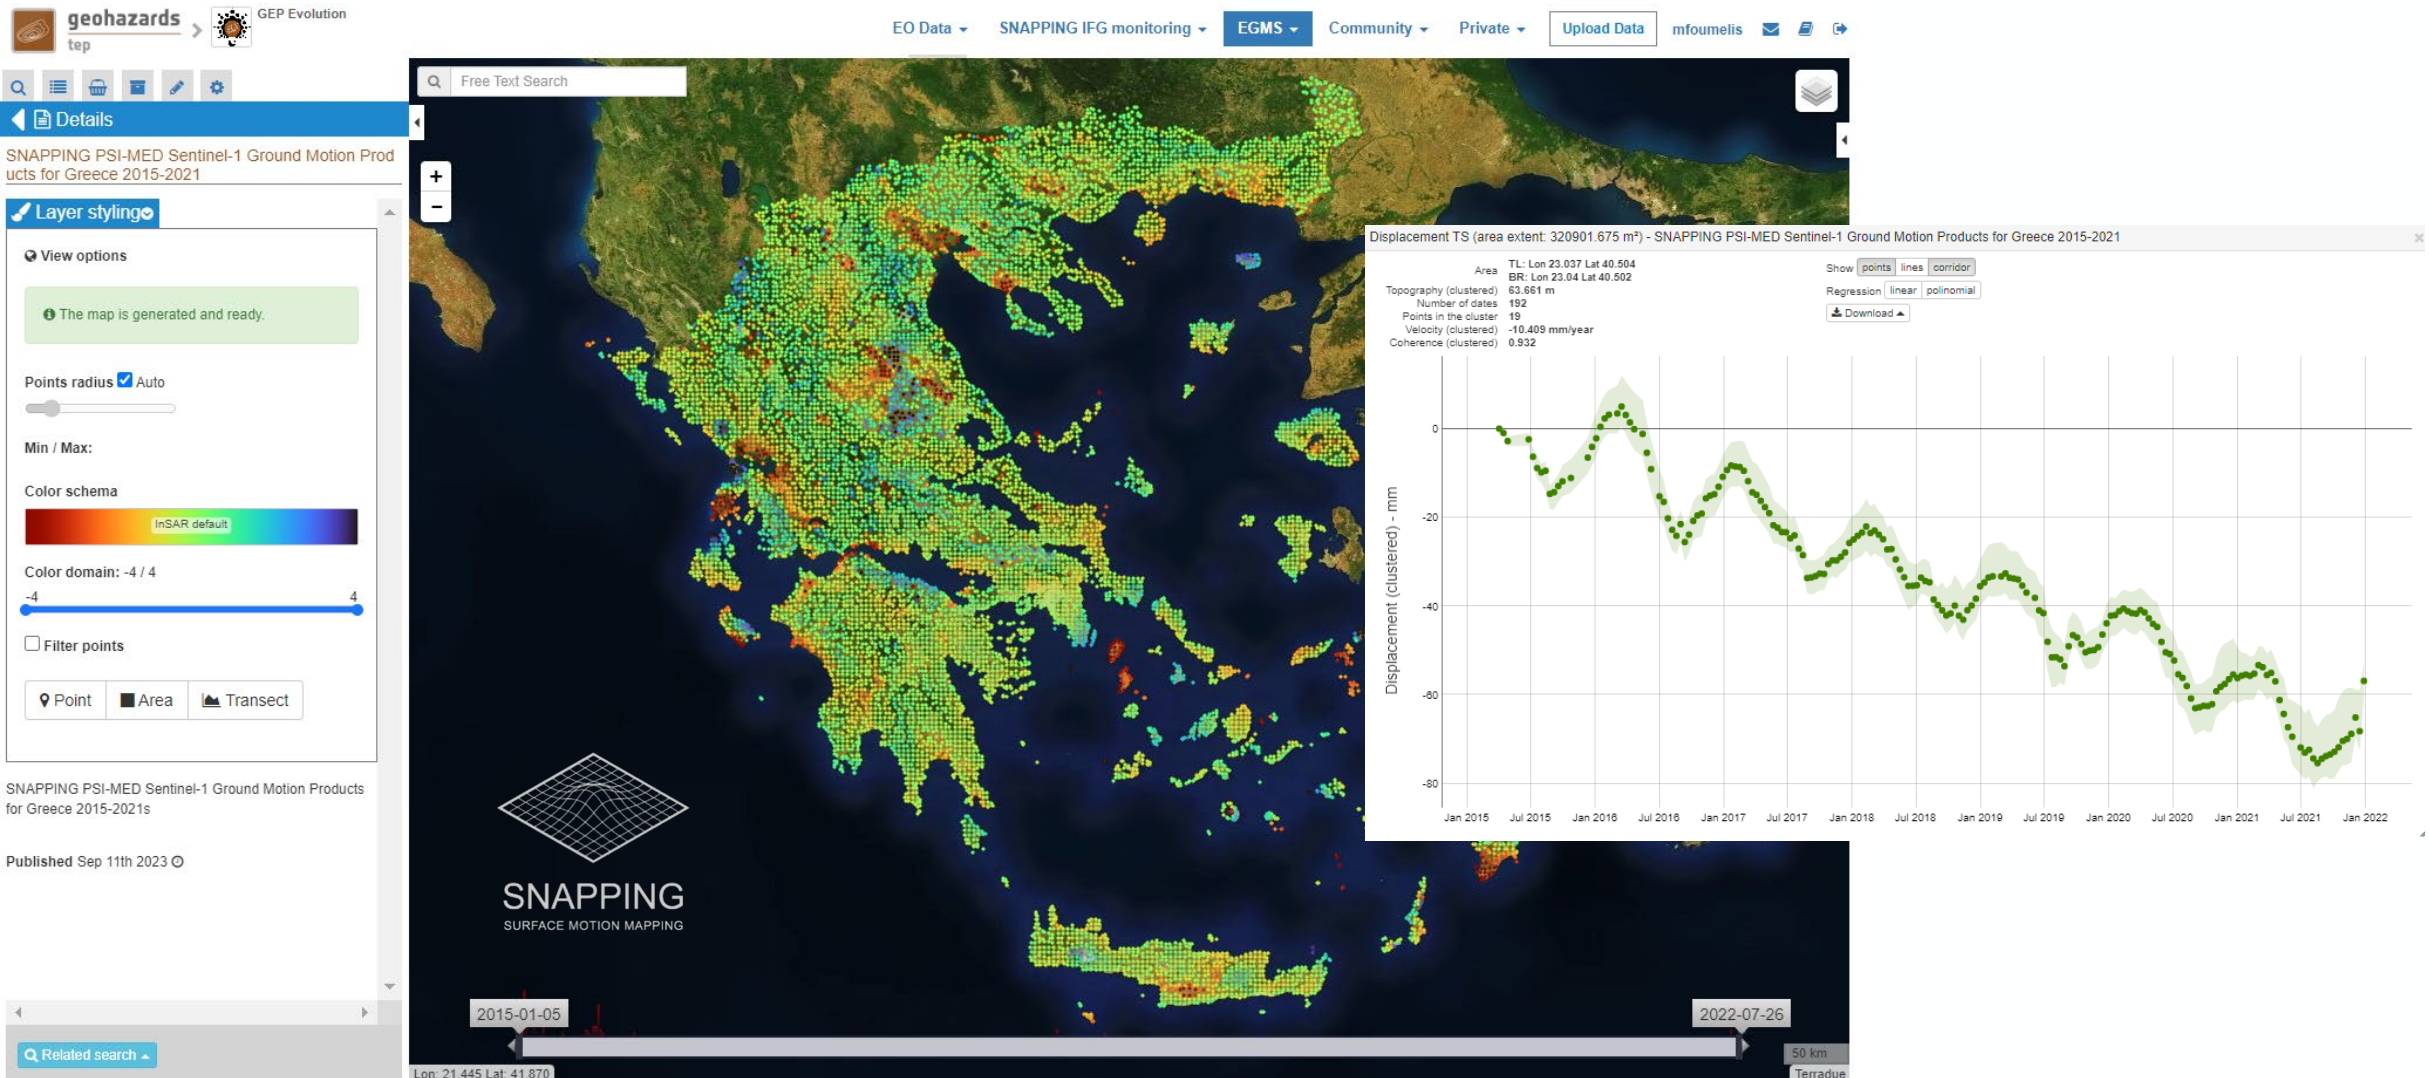 geohazards
tep
GEP Evolution
EO Data
SNAPPING IFG monitoring
EGMS
Community
Private
Upload Data
mfoumelis
Details
SNAPPING PSI-MED Sentinel-1 Ground Motion Prod
ucts for Greece 2015-2021
Layer styling
View options
The map is generated and ready.
Points radius Auto
Min / Max:
Color schema
InSAR default
Color domain: -4 / 4
-4 4
Filter points
Point Area Transect
SNAPPING PSI-MED Sentinel-1 Ground Motion Products
for Greece 2015-2021s
Published Sep 11th 2023
Related search
Free Text Search
+
-
SNAPPING
SURFACE MOTION MAPPING
2015-01-05
2022-07-26
50 km
Lon: 21.445 Lat: 41.870
Terradue
Displacement TS (area extent: 320901.675 m²) - SNAPPING PSI-MED Sentinel-1 Ground Motion Products for Greece 2015-2021
Area TL: Lon 23.037 Lat 40.504
BR: Lon 23.04 Lat 40.502
Topography (clustered) 63.661 m
Number of dates 192
Points in the cluster 19
Velocity (clustered) -10.409 mm/year
Coherence (clustered) 0.932
Show points lines corridor
Regression linear polinomial
Download
Displacement (clustered) - mm
0
-20
-40
-60
-80
Jan 2015 Jul 2015 Jan 2016 Jul 2016 Jan 2017 Jul 2017 Jan 2018 Jul 2018 Jan 2019 Jul 2019 Jan 2020 Jul 2020 Jan 2021 Jul 2021 Jan 2022